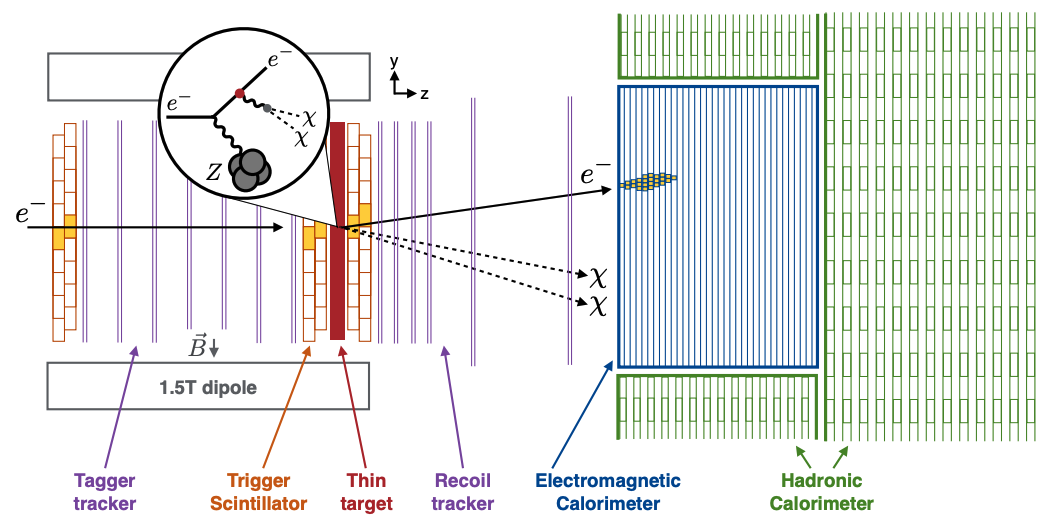 y
z
e⁻
e⁻
χ
χ
Z
e⁻
e⁻
χ
χ
B⃗
1.5T dipole
Tagger
tracker
Trigger
Scintillator
Thin
target
Recoil
tracker
Electromagnetic
Calorimeter
Hadronic
Calorimeter